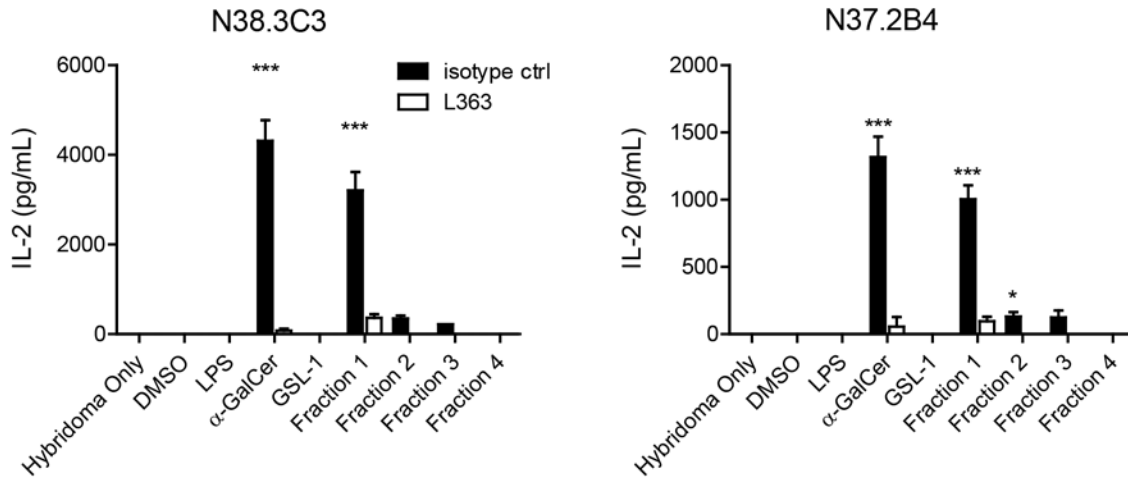 N38.3C3
IL-2 (pg/mL)
6000
4000
2000
0
***
***
isotype ctrl
L363
Hybridoma Only
DMSO
LPS
α-GalCer
GSL-1
Fraction 1
Fraction 2
Fraction 3
Fraction 4
N37.2B4
IL-2 (pg/mL)
2000
1500
1000
500
0
***
***
*
Hybridoma Only
DMSO
LPS
α-GalCer
GSL-1
Fraction 1
Fraction 2
Fraction 3
Fraction 4